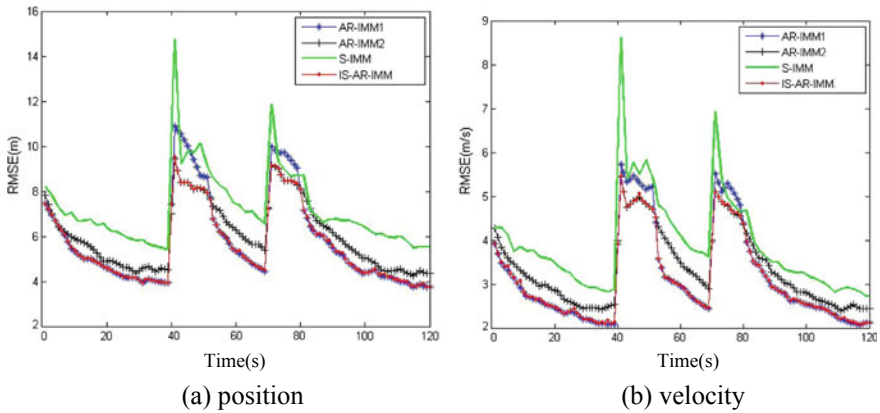 16
14
12
10
8
6
4
2
RMSE(m)
AR-IMM1
AR-IMM2
S-IMM
IS-AR-IMM
0 20 40 60 80 100 120
Time(s)
(a) position
9
8
7
6
5
4
3
2
RMSE(m/s)
AR-IMM1
AR-IMM2
S-IMM
IS-AR-IMM
0 20 40 60 80 100 120
Time(s)
(b) velocity